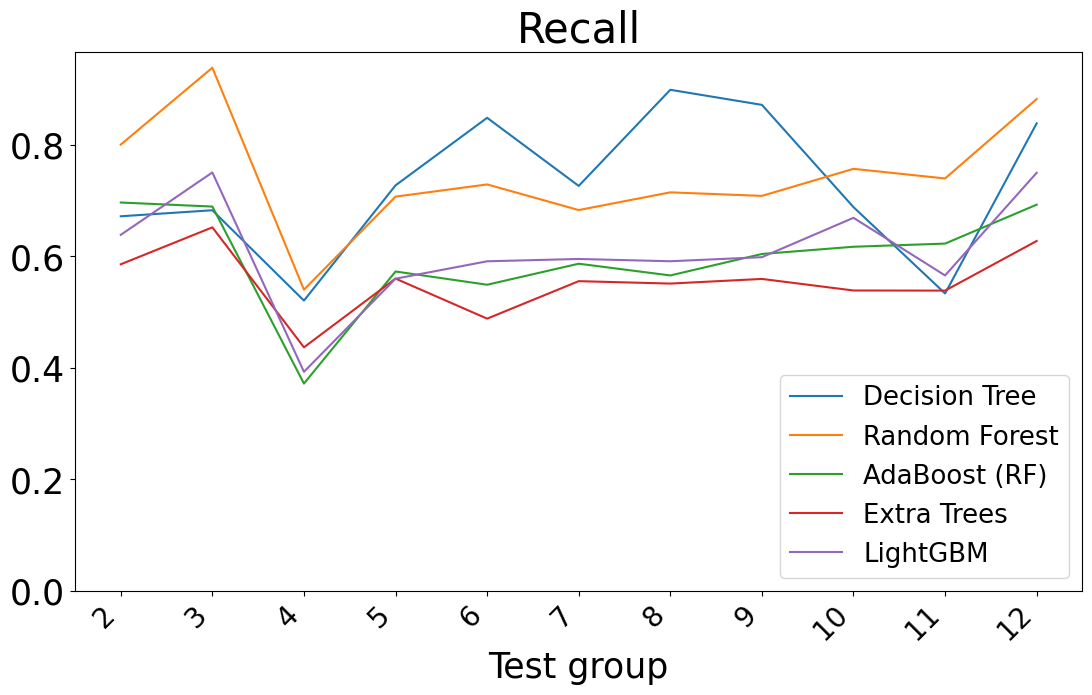 Recall
0.8
0.6
0.4
0.2
0.0
2 3 4 5 6 7 8 9 10 11 12
Test group
Decision Tree
Random Forest
AdaBoost (RF)
Extra Trees
LightGBM